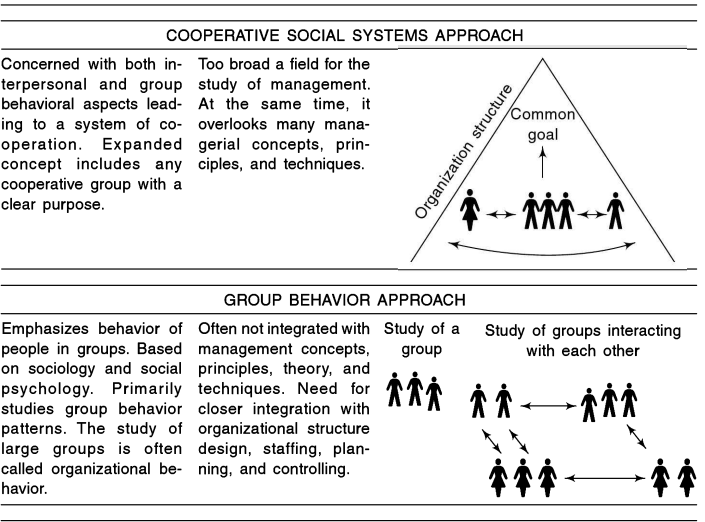 COOPERATIVE SOCIAL SYSTEMS APPROACH
Concerned with both in-
terpersonal and group
behavioral aspects lead-
ing to a system of co-
operation. Expanded
concept includes any
cooperative group with a
clear purpose.
Too broad a field for the
study of management.
At the same time, it
overlooks many mana-
gerial concepts, prin-
ciples, and techniques.
Organization structure
Common
goal
GROUP BEHAVIOR APPROACH
Emphasizes behavior of
people in groups. Based
on sociology and social
psychology. Primarily
studies group behavior
patterns. The study of
large groups is often
called organizational be-
havior.
Often not integrated with
management concepts,
principles, theory, and
techniques. Need for
closer integration with
organizational structure
design, staffing, plan-
ning, and controlling.
Study of a
group
Study of groups interacting
with each other